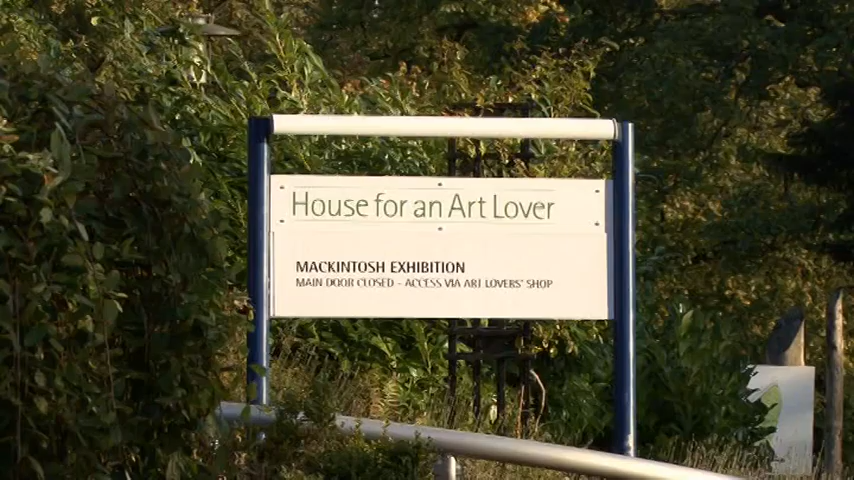 House for an Art Lover
MACKINTOSH EXHIBITION
MAIN DOOR CLOSED - ACCESS VIA ART LOVERS' SHOP